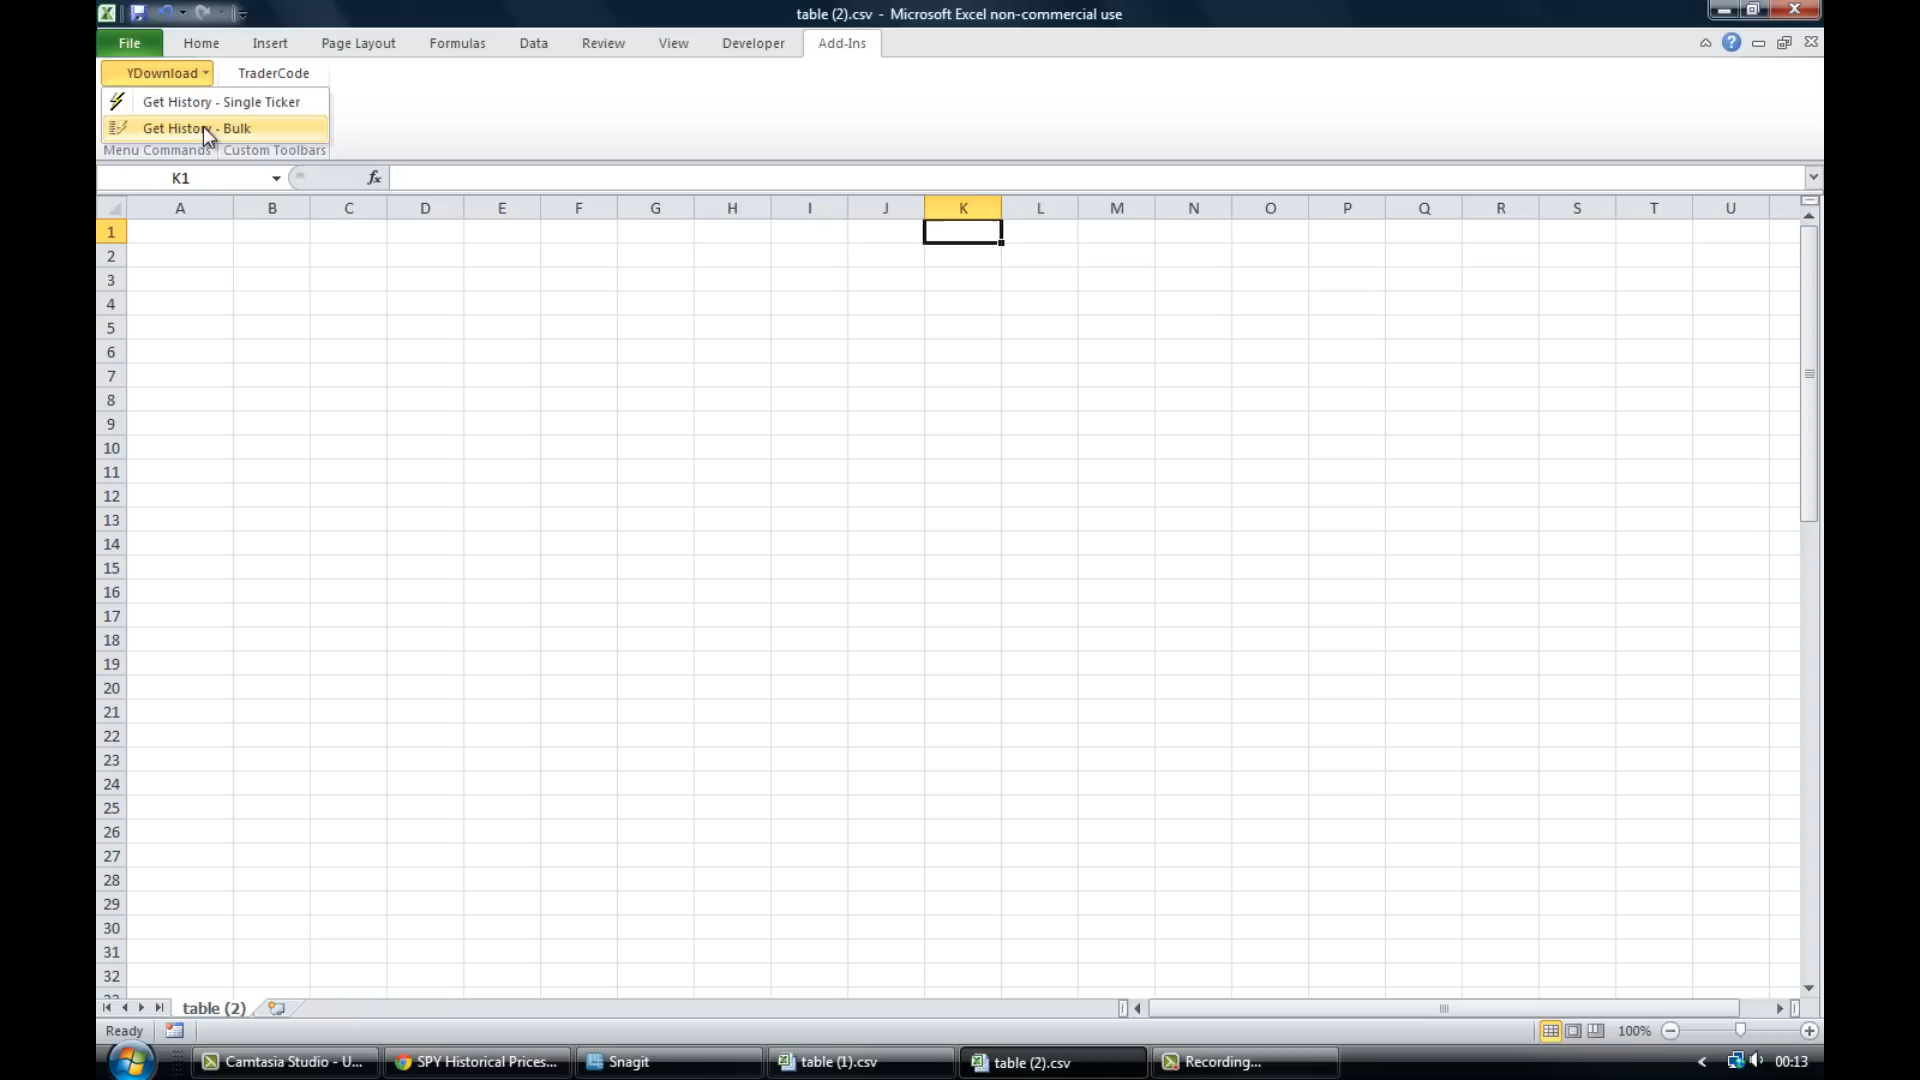 table (2).csv - Microsoft Excel non-commercial use
File Home Insert Page Layout Formulas Data Review View Developer Add-Ins
YDownload TraderCode
Get History - Single Ticker
Get History - Bulk
Menu Commands Custom Toolbars
K1 fx
A B C D E F G H I J K L M N O P Q R S T U
1
2
3
4
5
6
7
8
9
10
11
12
13
14
15
16
17
18
19
20
21
22
23
24
25
26
27
28
29
30
31
32
table (2)
Ready 100%
Camtasia Studio - U... SPY Historical Prices... Snagit table (1).csv table (2).csv Recording... 00:13